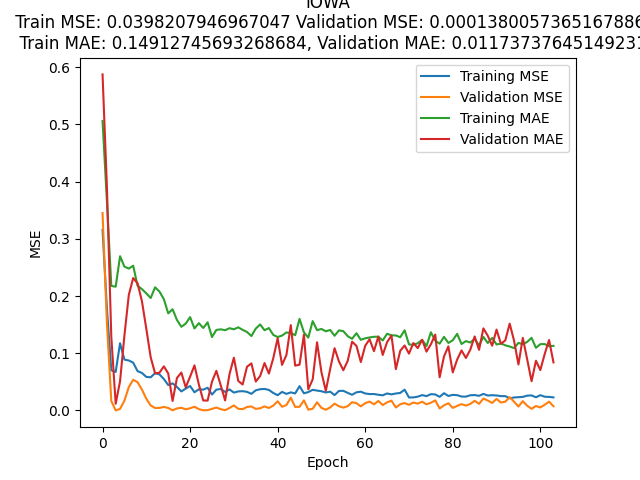 IOWA
Train MSE: 0.0398207946967047 Validation MSE: 0.0001380057365167886
Train MAE: 0.14912745693268684, Validation MAE: 0.0117373764514923
0.6
0.5
0.4
0.3
0.2
0.1
0.0
MSE
Training MSE
Validation MSE
Training MAE
Validation MAE
0 20 40 60 80 100
Epoch